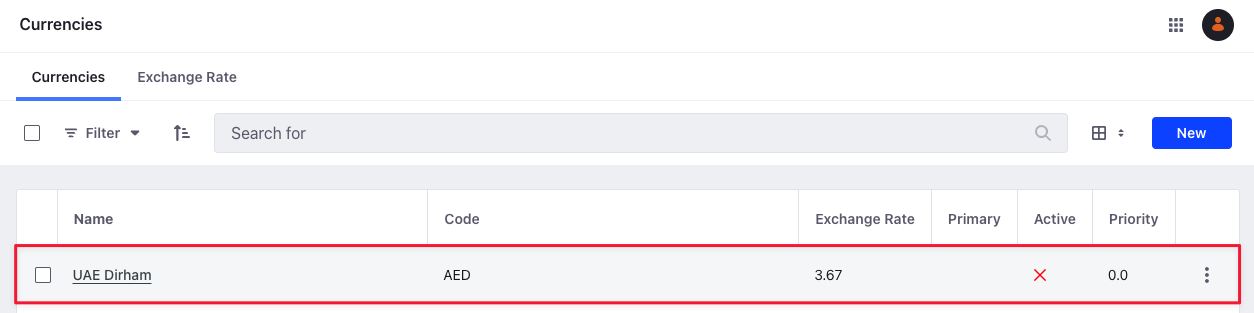 Currencies
Currencies Exchange Rate
Filter Search for New
Name Code Exchange Rate Primary Active Priority
UAE Dirham AED 3.67 0.0